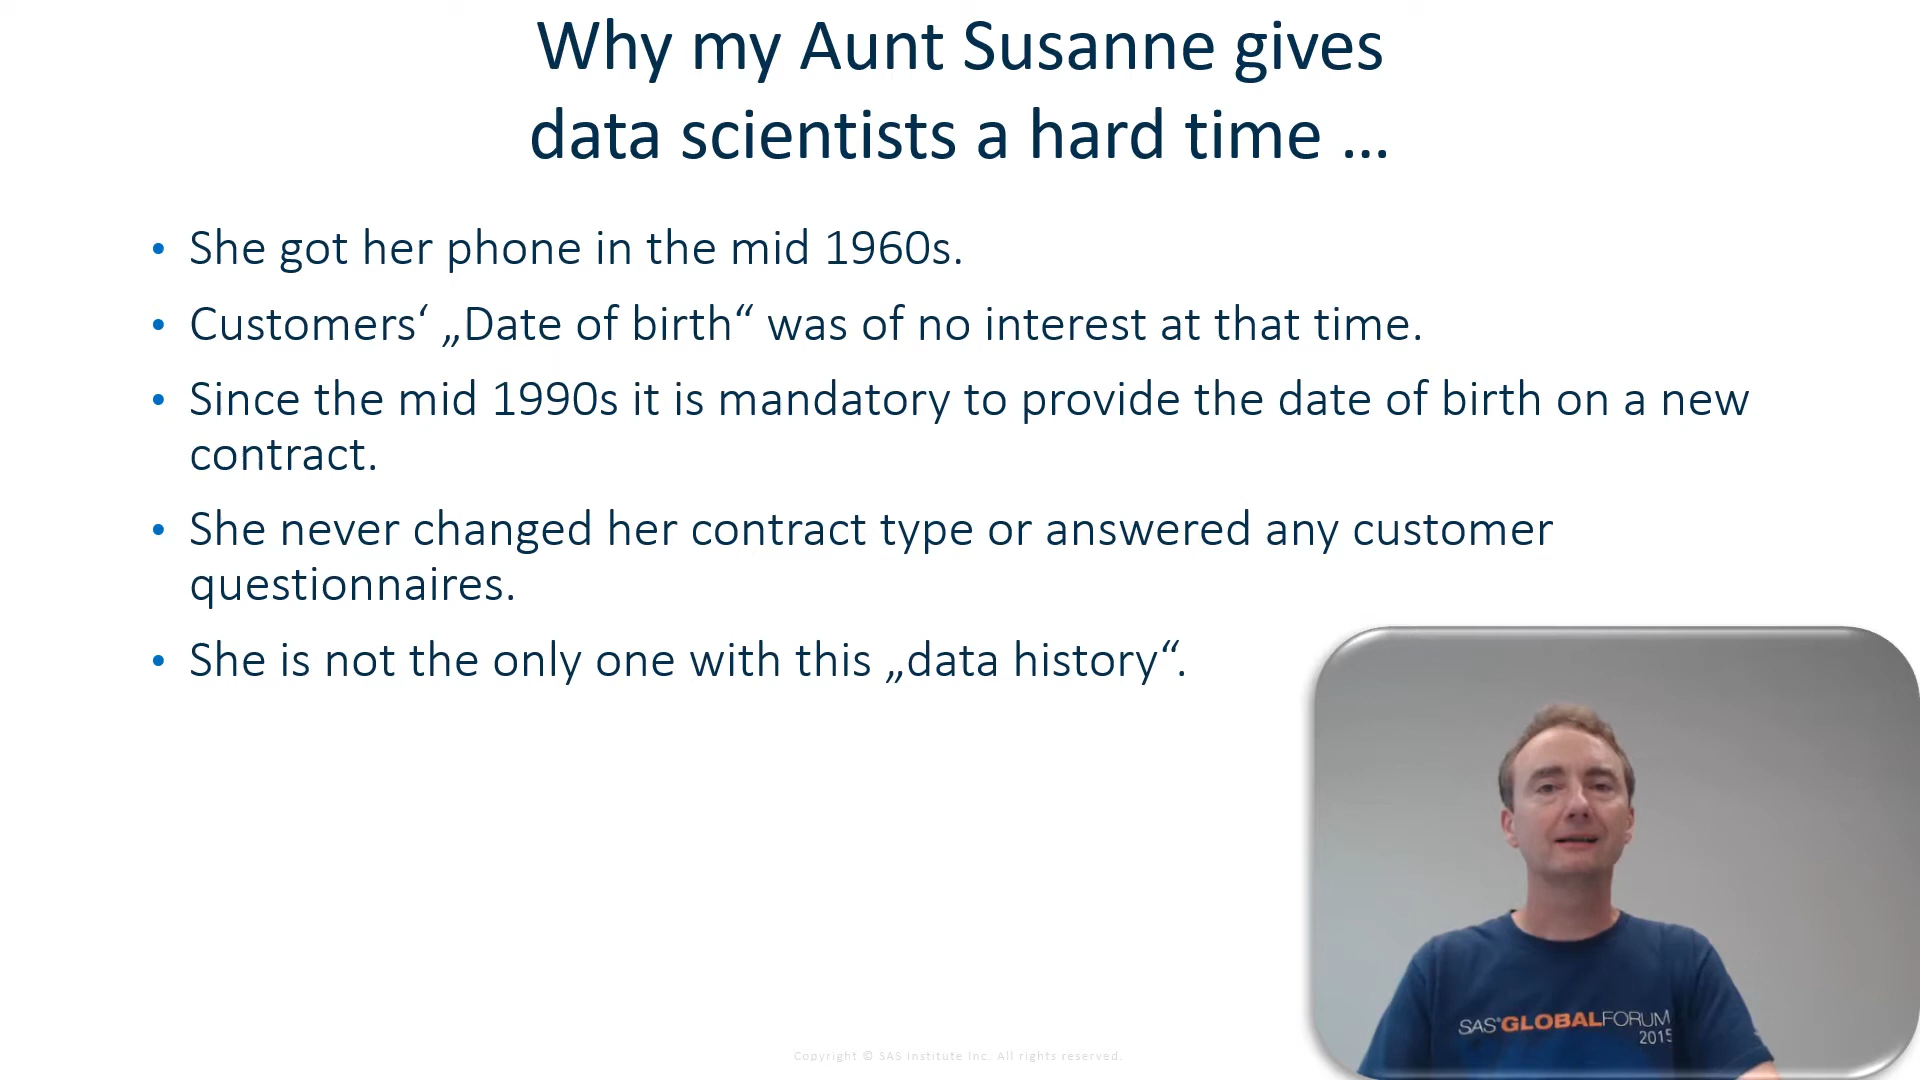 Why my Aunt Susanne gives
data scientists a hard time ...
• She got her phone in the mid 1960s.
• Customers‘ „Date of birth“ was of no interest at that time.
• Since the mid 1990s it is mandatory to provide the date of birth on a new
contract.
• She never changed her contract type or answered any customer
questionnaires.
• She is not the only one with this „data history“.
SAS® GLOBALFORUM
2015
Copyright © SAS Institute Inc. All rights reserved.